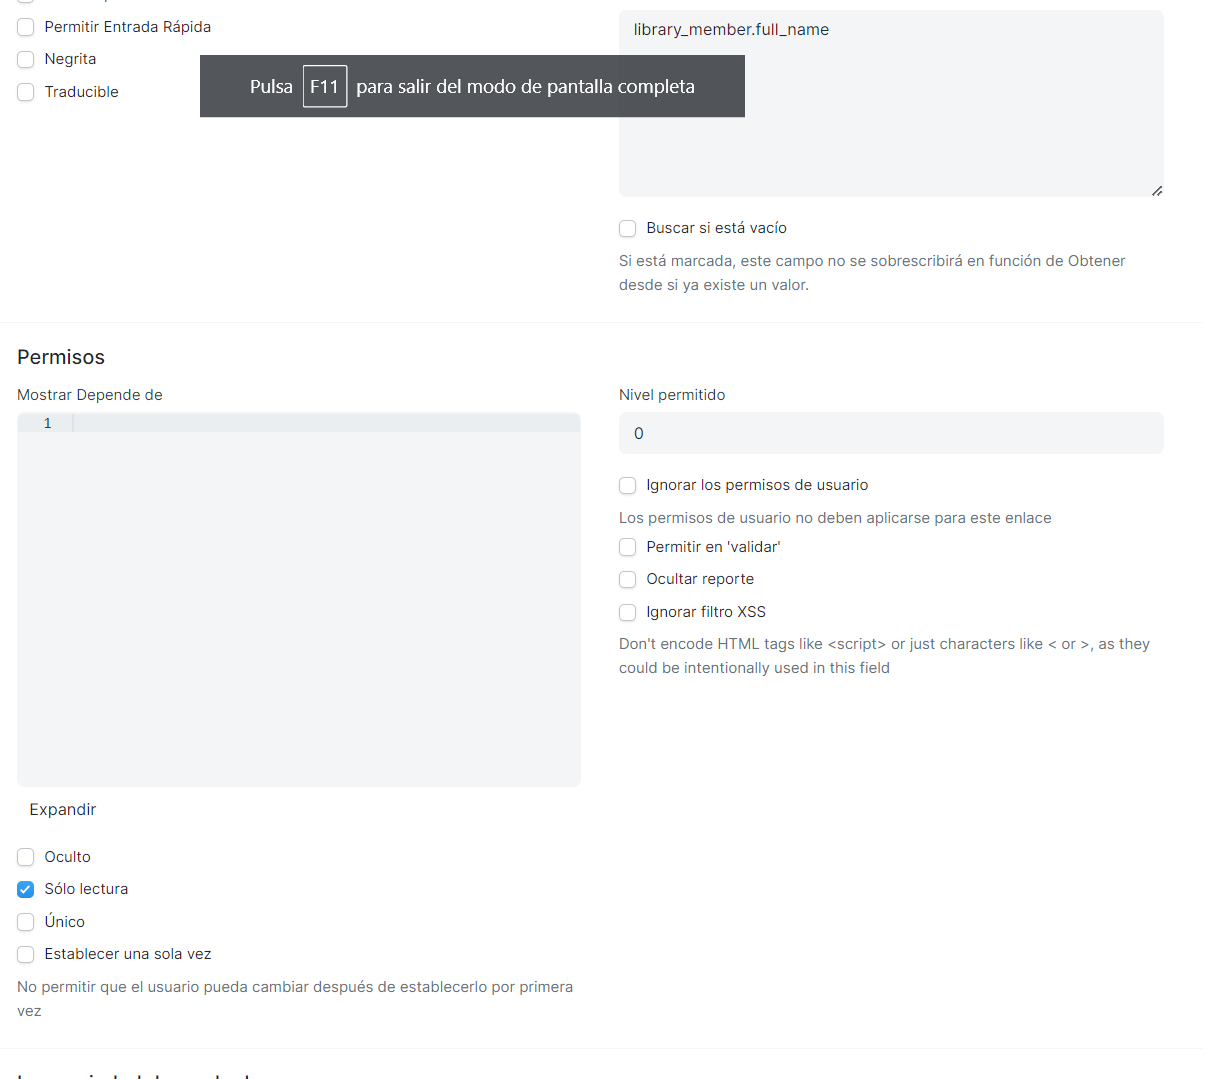 Permitir Entrada Rápida
Negrita
Traducible
library_member.full_name
Pulsa F11 para salir del modo de pantalla completa
Buscar si está vacío
Si está marcada, este campo no se sobrescribirá en función de Obtener
desde si ya existe un valor.
Permisos
Mostrar Depende de
1
Expandir
Oculto
Sólo lectura
Único
Establecer una sola vez
No permitir que el usuario pueda cambiar después de establecerlo por primera
vez
Nivel permitido
0
Ignorar los permisos de usuario
Los permisos de usuario no deben aplicarse para este enlace
Permitir en 'validar'
Ocultar reporte
Ignorar filtro XSS
Don't encode HTML tags like <script> or just characters like < or >, as they
could be intentionally used in this field